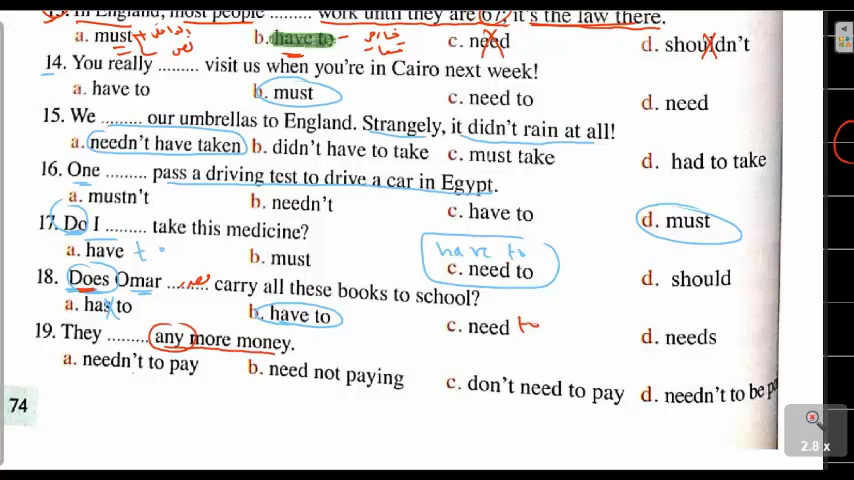 13. In England, most people ......... work until they are 67; it's the law there.
a. must b. have to c. need d. shouldn't
14. You really ......... visit us when you're in Cairo next week!
a. have to b. must c. need to d. need
15. We ......... our umbrellas to England. Strangely, it didn't rain at all!
a. needn't have taken b. didn't have to take c. must take d. had to take
16. One ......... pass a driving test to drive a car in Egypt.
a. mustn't b. needn't c. have to d. must
17. Do I ......... take this medicine?
have to
a. have to b. must c. need to d. should
18. Does Omar ......... carry all these books to school?
a. has to b. have to c. need to d. needs
19. They ......... any more money.
a. needn't to pay b. need not paying c. don't need to pay d. needn't to be
74
2.8 x